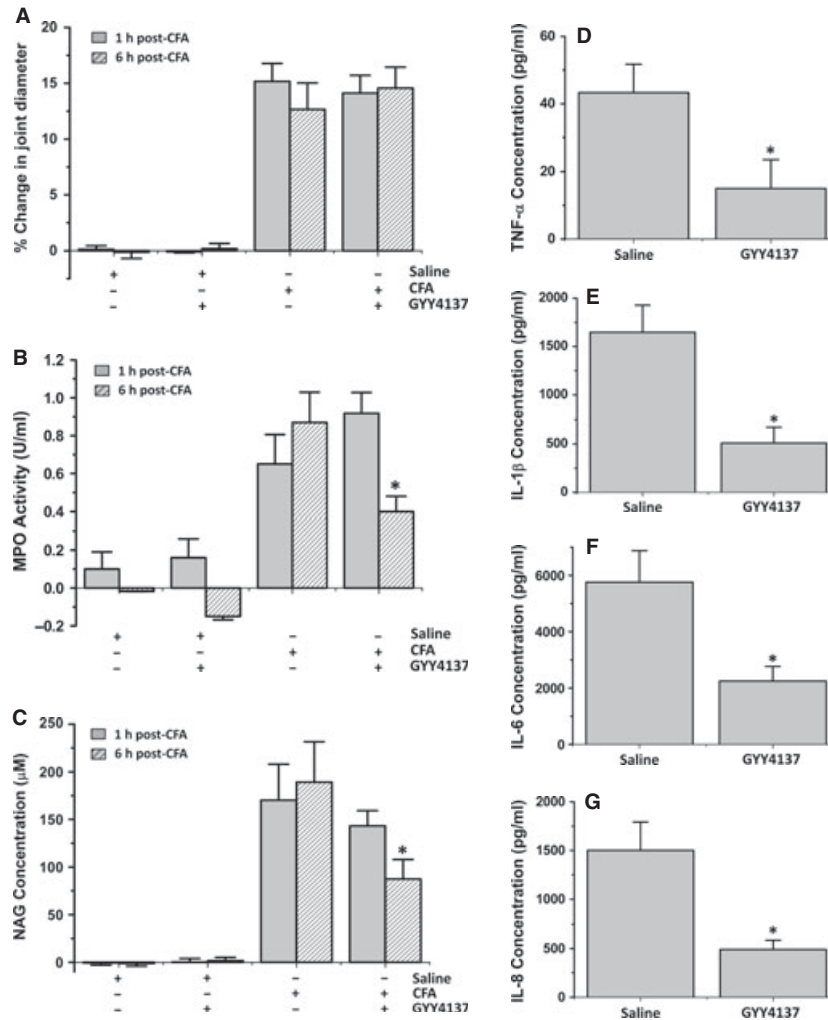 A
1 h post-CFA
6 h post-CFA
% Change in joint diameter
20
15
10
5
0
+ + – – Saline
– – + + CFA
– + – + GYY4137
B
1 h post-CFA
6 h post-CFA
MPO Activity (U/ml)
1.2
1.0
0.8
0.6
0.4
0.2
0.0
–0.2
*
+ + – – Saline
– – + + CFA
– + – + GYY4137
C
1 h post-CFA
6 h post-CFA
NAG Concentration (μM)
250
200
150
100
50
0
*
+ + – – Saline
– – + + CFA
– + – + GYY4137
D
TNF-α Concentration (pg/ml)
60
40
20
0
*
Saline GYY4137
E
IL-1β Concentration (pg/ml)
2000
1500
1000
500
0
*
Saline GYY4137
F
IL-6 Concentration (pg/ml)
6000
4000
2000
0
*
Saline GYY4137
G
IL-8 Concentration (pg/ml)
2000
1500
1000
500
0
*
Saline GYY4137